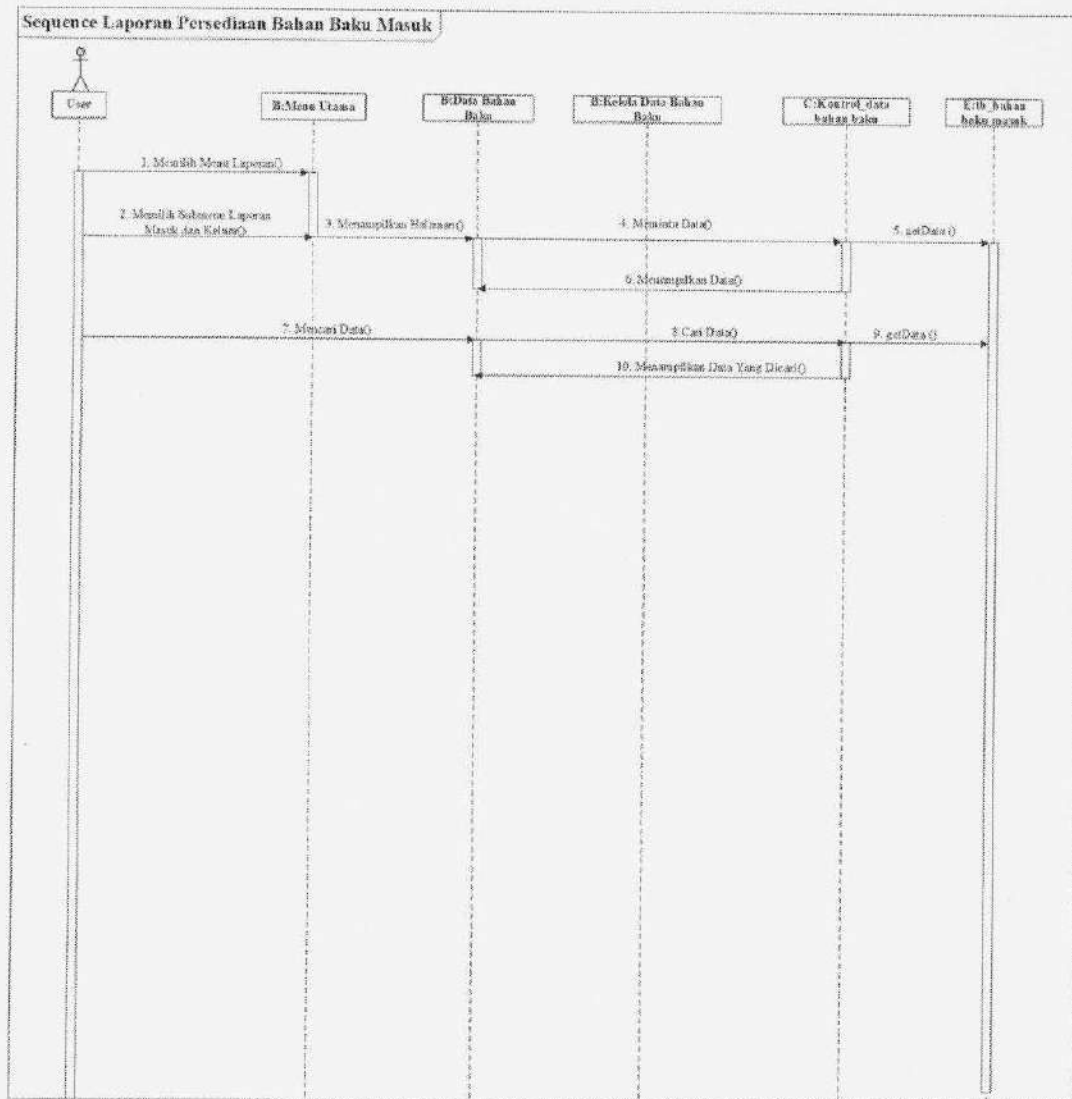 Sequence Laporan Persediaan Bahan Baku Masuk
User
B:Menu Utama
B:Data Bahan
Baku
B:Kelola Data Bahan
Baku
C:Kontrol_data
bahan baku
E:tb_bahan
baku masuk
1. Memilih Menu Laporan()
2. Memilih Submenu Laporan
Masuk dan Keluar()
3. Menampilkan Halaman()
4. Meminta Data()
5. getData ()
6. Menampilkan Data()
7. Mencari Data()
8 Cari Data()
9. getData ()
10. Menampilkan Data Yang Dicari()